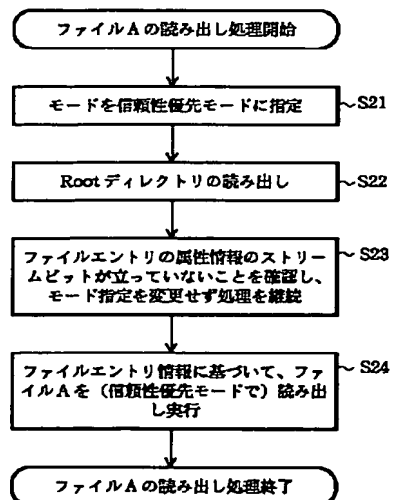 ファイルAの読み出し処理開始
モードを信頼性優先モードに指定
S21
Rootディレクトリの読み出し
S22
ファイルエントリの属性情報のストリー
ムビットが立っていないことを確認し、
モード指定を変更せず処理を継続
S23
ファイルエントリ情報に基づいて、ファ
イルAを(信頼性優先モードで)読み出
し実行
S24
ファイルAの読み出し処理終了